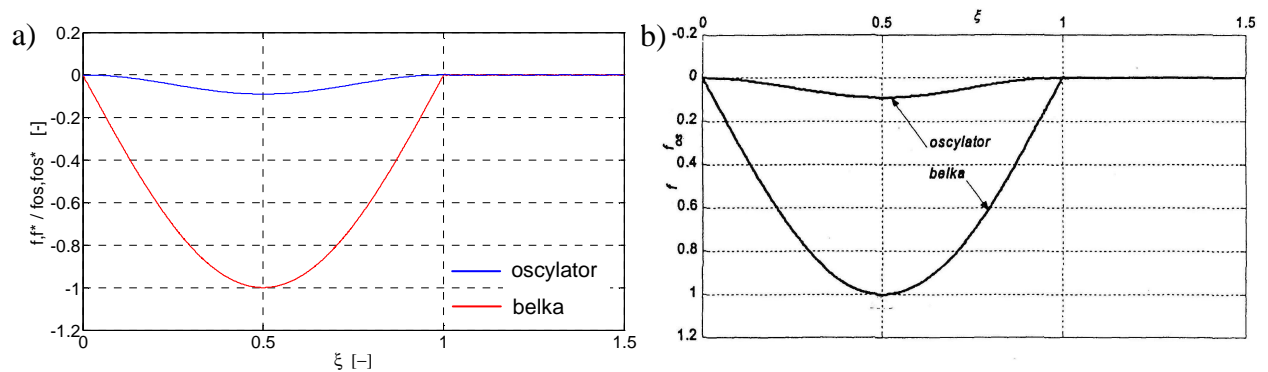 a)
0.2
0
-0.2
-0.4
-0.6
-0.8
-1
-1.2
f,f* / fos,fos* [-]
oscylator
belka
0 0.5 1 1.5
ξ [−]
b)
0 0.5 ξ 1 1.5
-0.2
0
0.2
0.4
0.6
0.8
1
1.2
f f_os
oscylator
belka